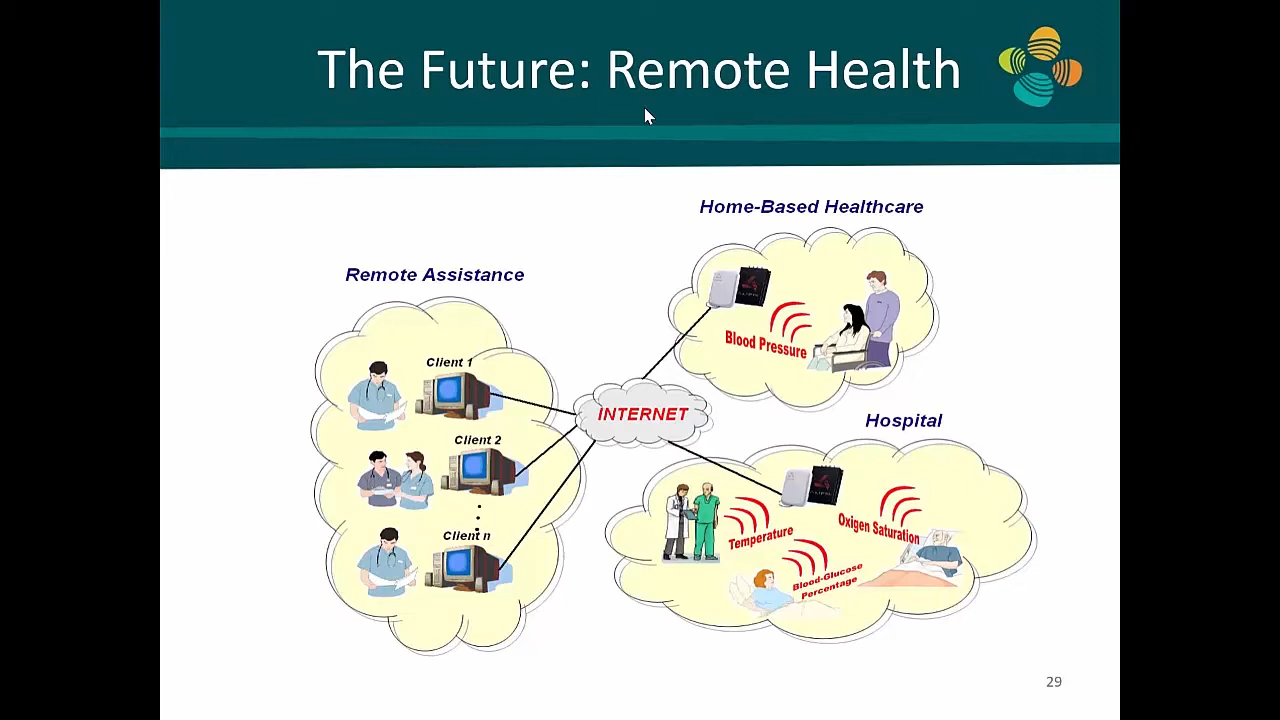 The Future: Remote Health
Home-Based Healthcare
Remote Assistance
Client 1
Blood Pressure
INTERNET
Hospital
Client 2
Temperature
Oxigen Saturation
Client n
Blood-Glucose
Percentage
29